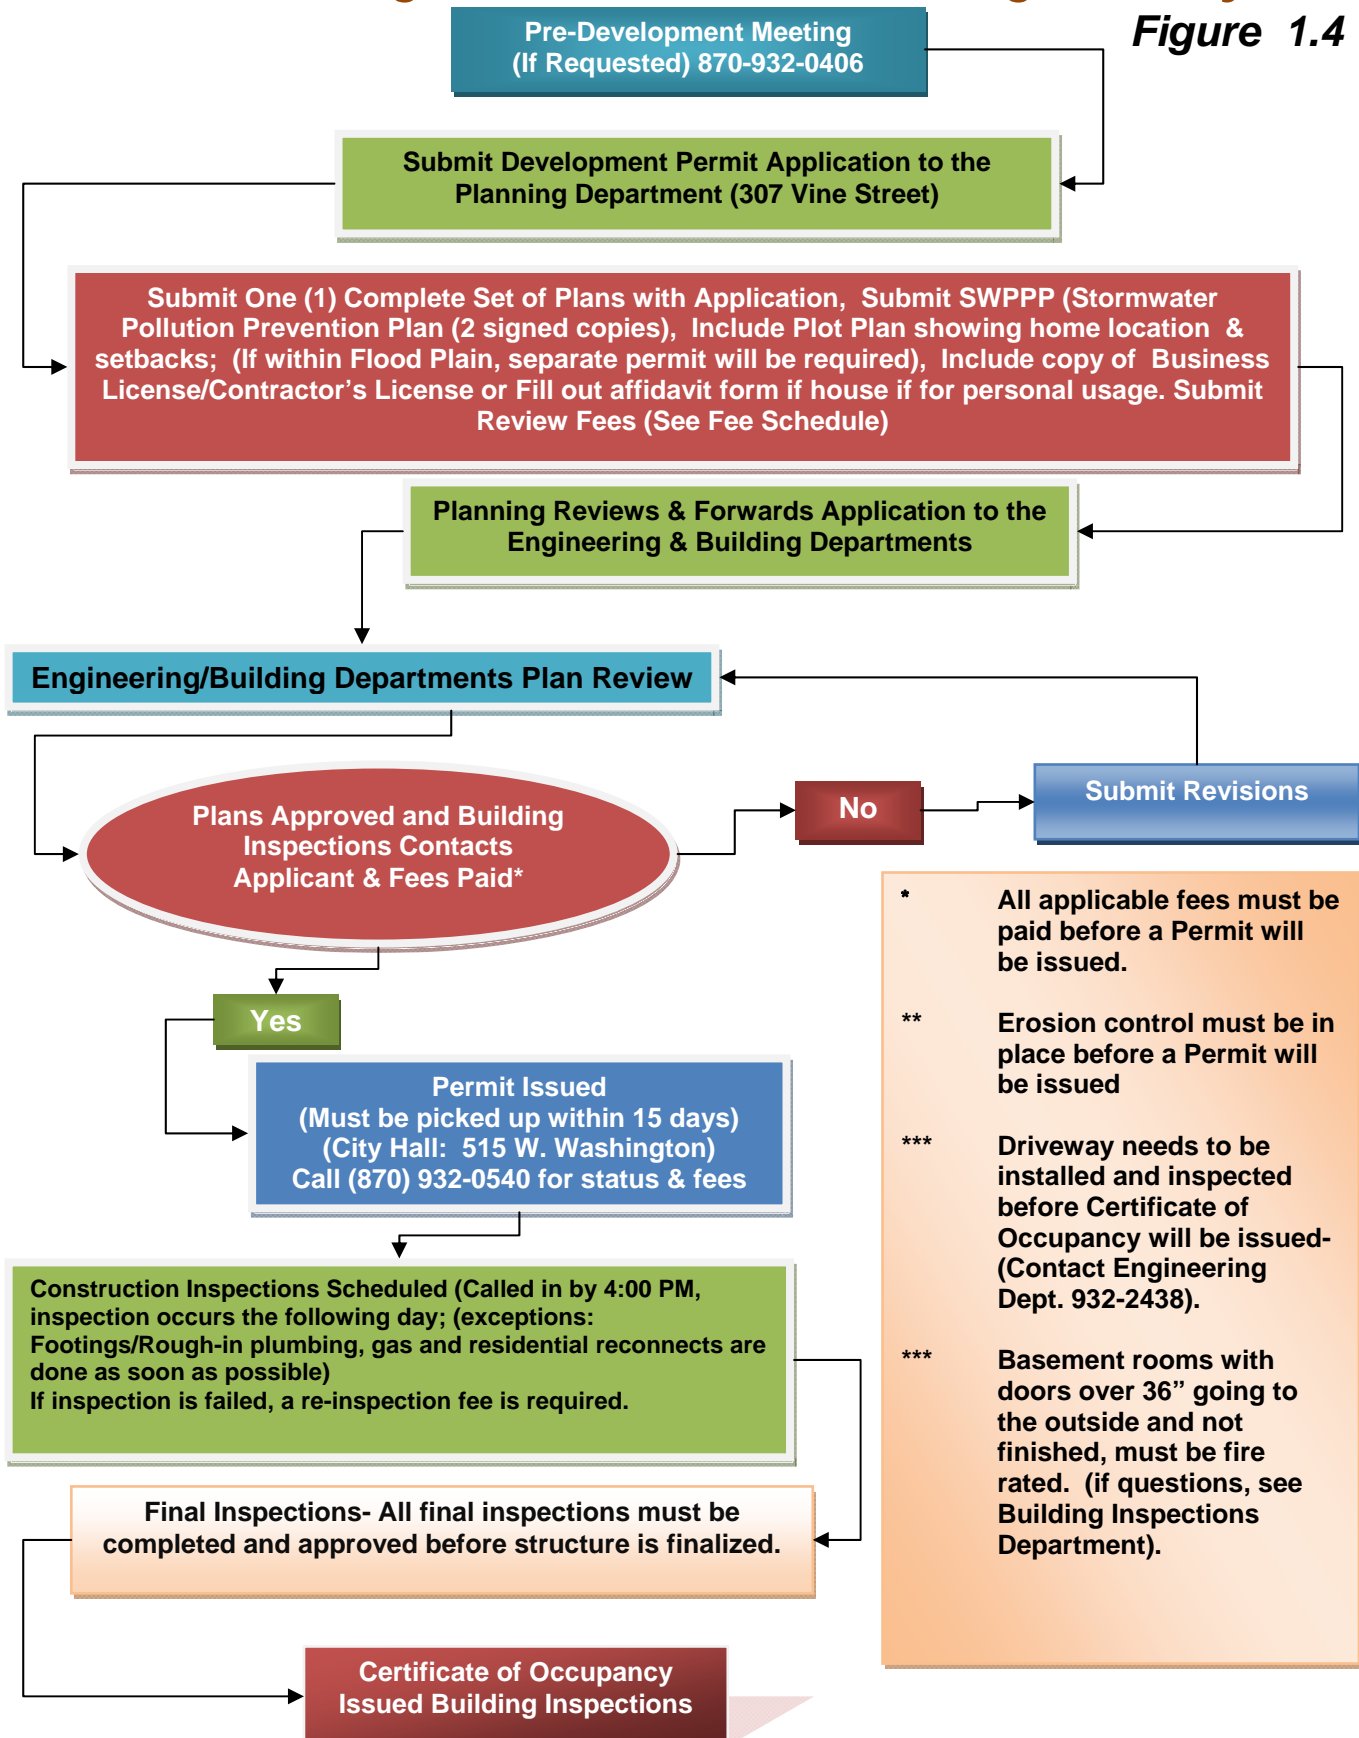 Figure 1.4
Pre-Development Meeting
(If Requested) 870-932-0406
Submit Development Permit Application to the
Planning Department (307 Vine Street)
Submit One (1) Complete Set of Plans with Application, Submit SWPPP (Stormwater
Pollution Prevention Plan (2 signed copies), Include Plot Plan showing home location &
setbacks; (If within Flood Plain, separate permit will be required), Include copy of Business
License/Contractor's License or Fill out affidavit form if house if for personal usage. Submit
Review Fees (See Fee Schedule)
Planning Reviews & Forwards Application to the
Engineering & Building Departments
Engineering/Building Departments Plan Review
Plans Approved and Building
Inspections Contacts
Applicant & Fees Paid*
No
Submit Revisions
Yes
Permit Issued
(Must be picked up within 15 days)
(City Hall: 515 W. Washington)
Call (870) 932-0540 for status & fees
Construction Inspections Scheduled (Called in by 4:00 PM,
inspection occurs the following day; (exceptions:
Footings/Rough-in plumbing, gas and residential reconnects are
done as soon as possible)
If inspection is failed, a re-inspection fee is required.
Final Inspections- All final inspections must be
completed and approved before structure is finalized.
Certificate of Occupancy
Issued Building Inspections
* All applicable fees must be
paid before a Permit will
be issued.
** Erosion control must be in
place before a Permit will
be issued
*** Driveway needs to be
installed and inspected
before Certificate of
Occupancy will be issued-
(Contact Engineering
Dept. 932-2438).
*** Basement rooms with
doors over 36” going to
the outside and not
finished, must be fire
rated. (if questions, see
Building Inspections
Department).